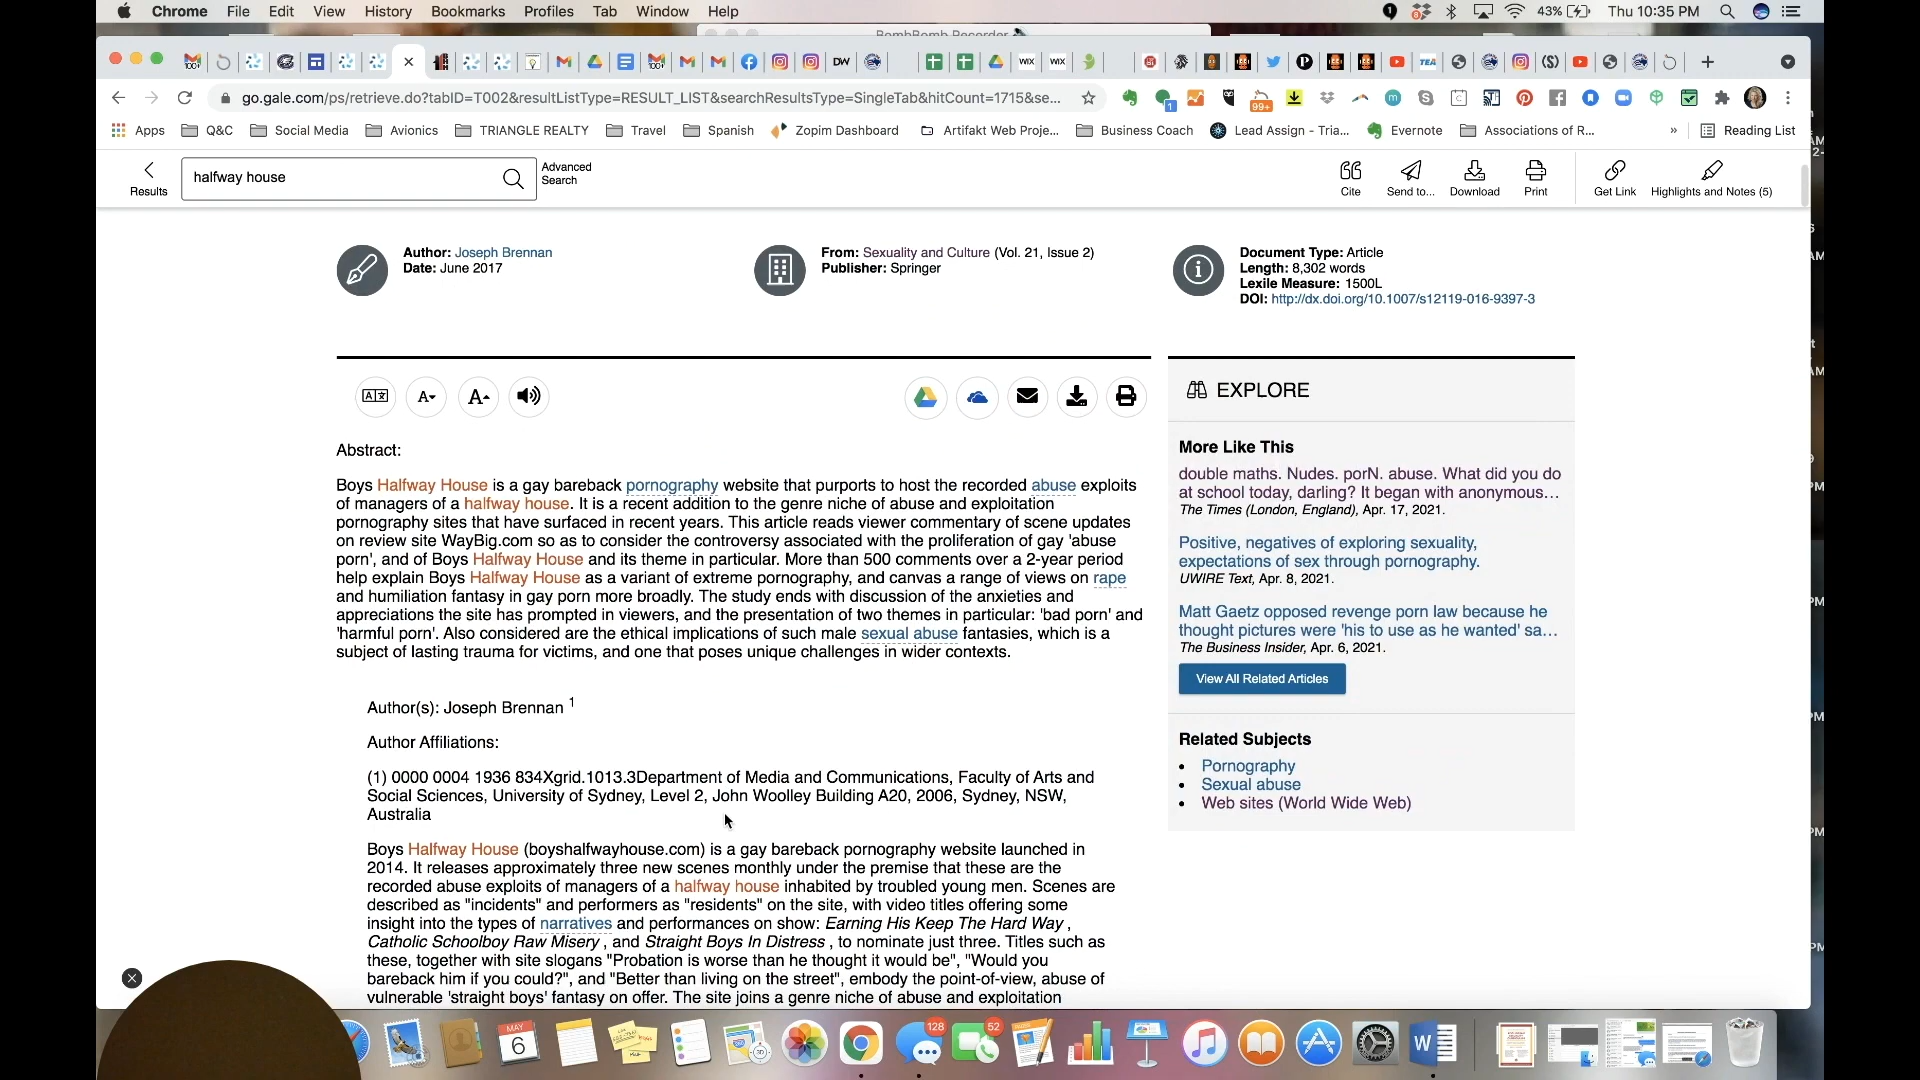 Chrome File Edit View History Bookmarks Profiles Tab Window Help
43% Thu 10:35 PM
BombBomb Recorder
DW WIX WIX TEA
go.gale.com/ps/retrieve.do?tabID=T002&resultListType=RESULT_LIST&searchResultsType=SingleTab&hitCount=1715&se...
Apps Q&C Social Media Avionics TRIANGLE REALTY Travel Spanish Zopim Dashboard Artifakt Web Proje... Business Coach Lead Assign - Tria... Evernote Associations of R... » Reading List
Results
halfway house
Advanced
Search
Cite Send to... Download Print Get Link Highlights and Notes (5)
Author: Joseph Brennan
Date: June 2017
From: Sexuality and Culture (Vol. 21, Issue 2)
Publisher: Springer
Document Type: Article
Length: 8,302 words
Lexile Measure: 1500L
DOI: http://dx.doi.org/10.1007/s12119-016-9397-3
Abstract:
Boys Halfway House is a gay bareback pornography website that purports to host the recorded abuse exploits
of managers of a halfway house. It is a recent addition to the genre niche of abuse and exploitation
pornography sites that have surfaced in recent years. This article reads viewer commentary of scene updates
on review site WayBig.com so as to consider the controversy associated with the proliferation of gay 'abuse
porn', and of Boys Halfway House and its theme in particular. More than 500 comments over a 2-year period
help explain Boys Halfway House as a variant of extreme pornography, and canvas a range of views on rape
and humiliation fantasy in gay porn more broadly. The study ends with discussion of the anxieties and
appreciations the site has prompted in viewers, and the presentation of two themes in particular: 'bad porn' and
'harmful porn'. Also considered are the ethical implications of such male sexual abuse fantasies, which is a
subject of lasting trauma for victims, and one that poses unique challenges in wider contexts.
Author(s): Joseph Brennan 1
Author Affiliations:
(1) 0000 0004 1936 834Xgrid.1013.3Department of Media and Communications, Faculty of Arts and
Social Sciences, University of Sydney, Level 2, John Woolley Building A20, 2006, Sydney, NSW,
Australia
Boys Halfway House (boyshalfwayhouse.com) is a gay bareback pornography website launched in
2014. It releases approximately three new scenes monthly under the premise that these are the
recorded abuse exploits of managers of a halfway house inhabited by troubled young men. Scenes are
described as "incidents" and performers as "residents" on the site, with video titles offering some
insight into the types of narratives and performances on show: Earning His Keep The Hard Way ,
Catholic Schoolboy Raw Misery , and Straight Boys In Distress , to nominate just three. Titles such as
these, together with site slogans "Probation is worse than he thought it would be", "Would you
bareback him if you could?", and "Better than living on the street", embody the point-of-view, abuse of
vulnerable 'straight boys' fantasy on offer. The site joins a genre niche of abuse and exploitation
EXPLORE
More Like This
double maths. Nudes. porN. abuse. What did you do
at school today, darling? It began with anonymous...
The Times (London, England), Apr. 17, 2021.
Positive, negatives of exploring sexuality,
expectations of sex through pornography.
UWIRE Text, Apr. 8, 2021.
Matt Gaetz opposed revenge porn law because he
thought pictures were 'his to use as he wanted' sa...
The Business Insider, Apr. 6, 2021.
View All Related Articles
Related Subjects
• Pornography
• Sexual abuse
• Web sites (World Wide Web)
MAY
6
128
52